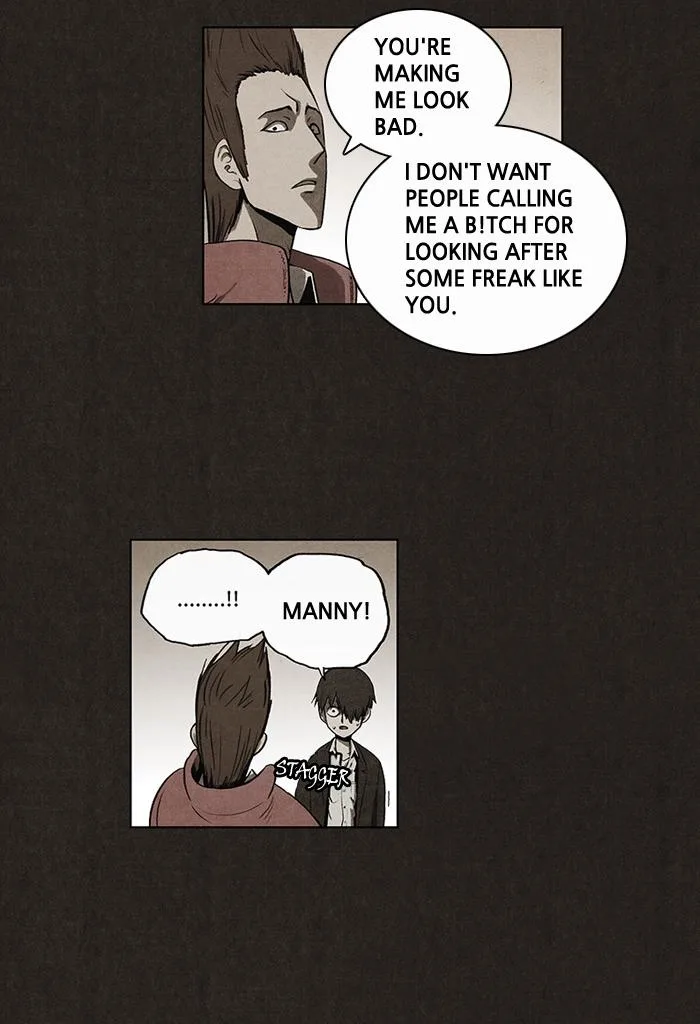 YOU'RE
MAKING
ME LOOK
BAD.
I DON'T WANT
PEOPLE CALLING
ME A B!TCH FOR
LOOKING AFTER
SOME FREAK LIKE
YOU.
........!!
MANNY!
STAGGER